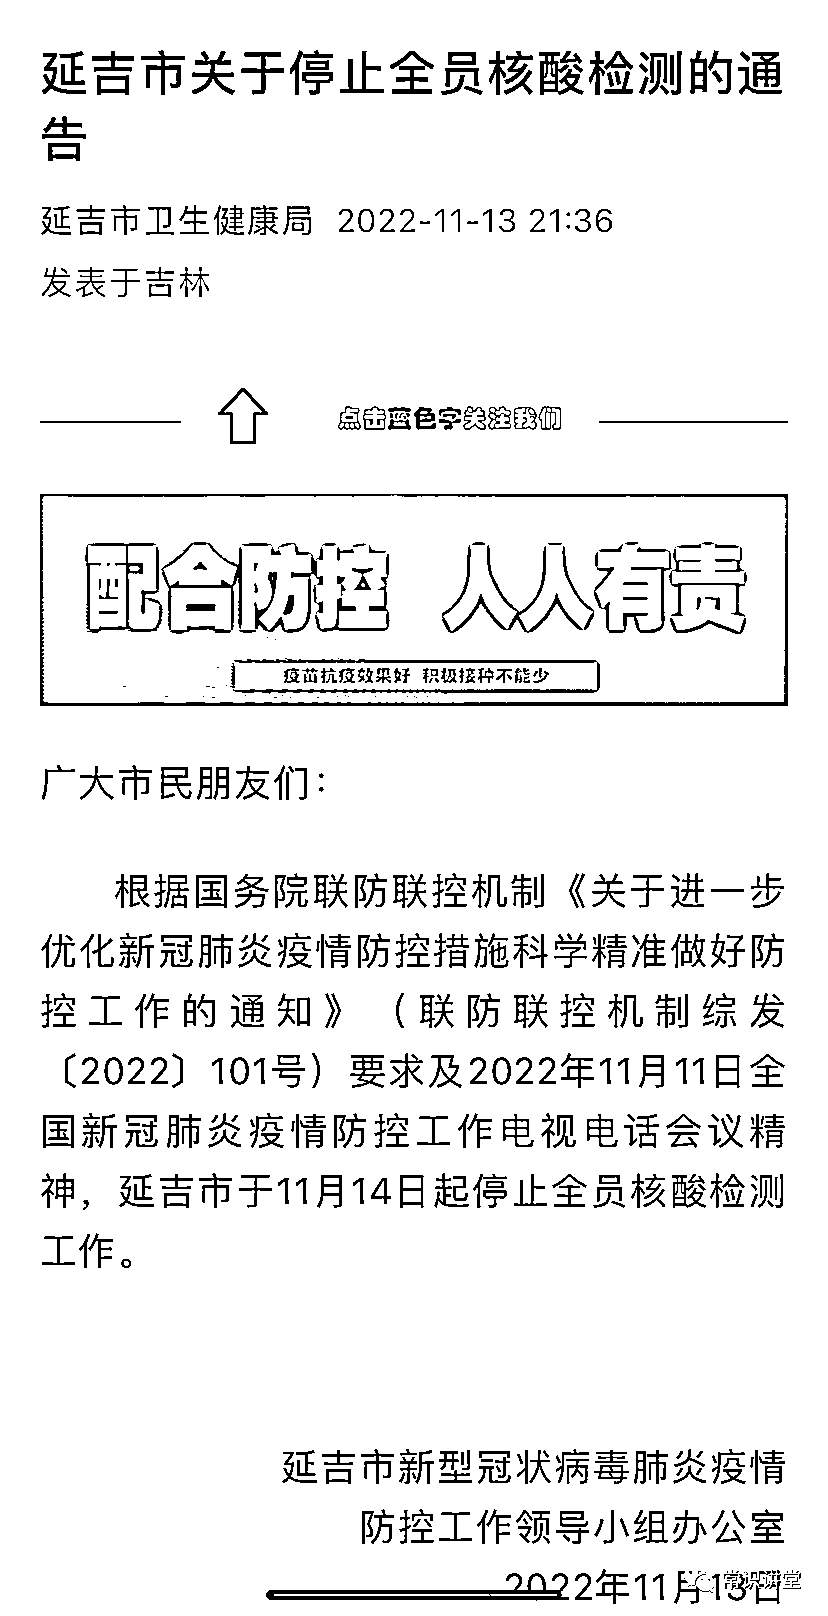 延吉市关于停止全员核酸检测的通
告
延吉市卫生健康局 2022-11-13 21:36
发表于吉林
点击蓝色字关注我们
配合防控 人人有责
疫苗抗疫效果好 积极接种不能少
广大市民朋友们：
根据国务院联防联控机制《关于进一步
优化新冠肺炎疫情防控措施科学精准做好防
控工作的通知》（联防联控机制综发
〔2022〕101号）要求及2022年11月11日全
国新冠肺炎疫情防控工作电视电话会议精
神，延吉市于11月14日起停止全员核酸检测
工作。
延吉市新型冠状病毒肺炎疫情
防控工作领导小组办公室
2022年11月13日
常识讲堂